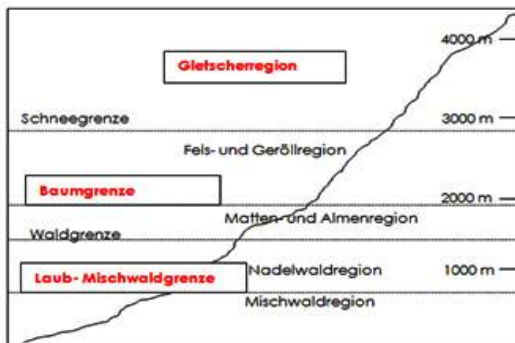 4000 m
Gletscherregion
Schneegrenze
3000 m
Fels- und Geröllregion
Baumgrenze
2000 m
Matten- und Almenregion
Waldgrenze
Laub- Mischwaldgrenze
Nadelwaldregion
1000 m
Mischwaldregion